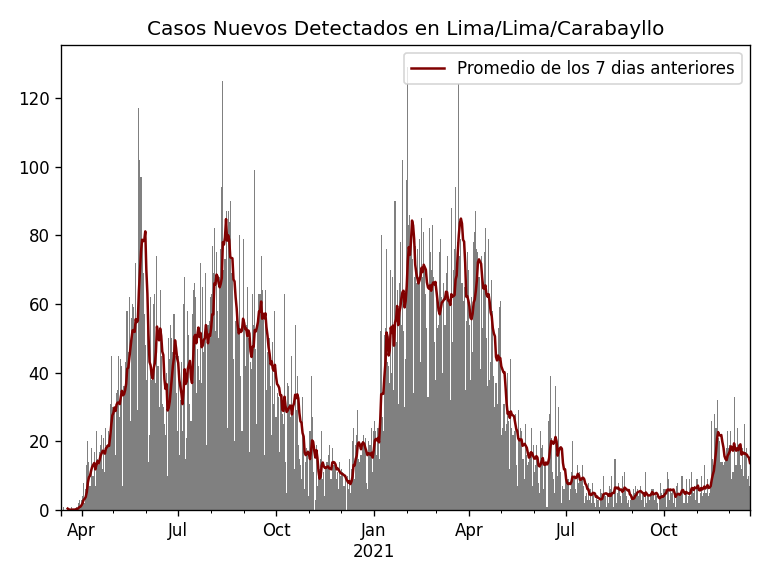 Casos Nuevos Detectados en Lima/Lima/Carabayllo
Promedio de los 7 dias anteriores
120
100
80
60
40
20
0
Apr Jul Oct Jan Apr Jul Oct
2021